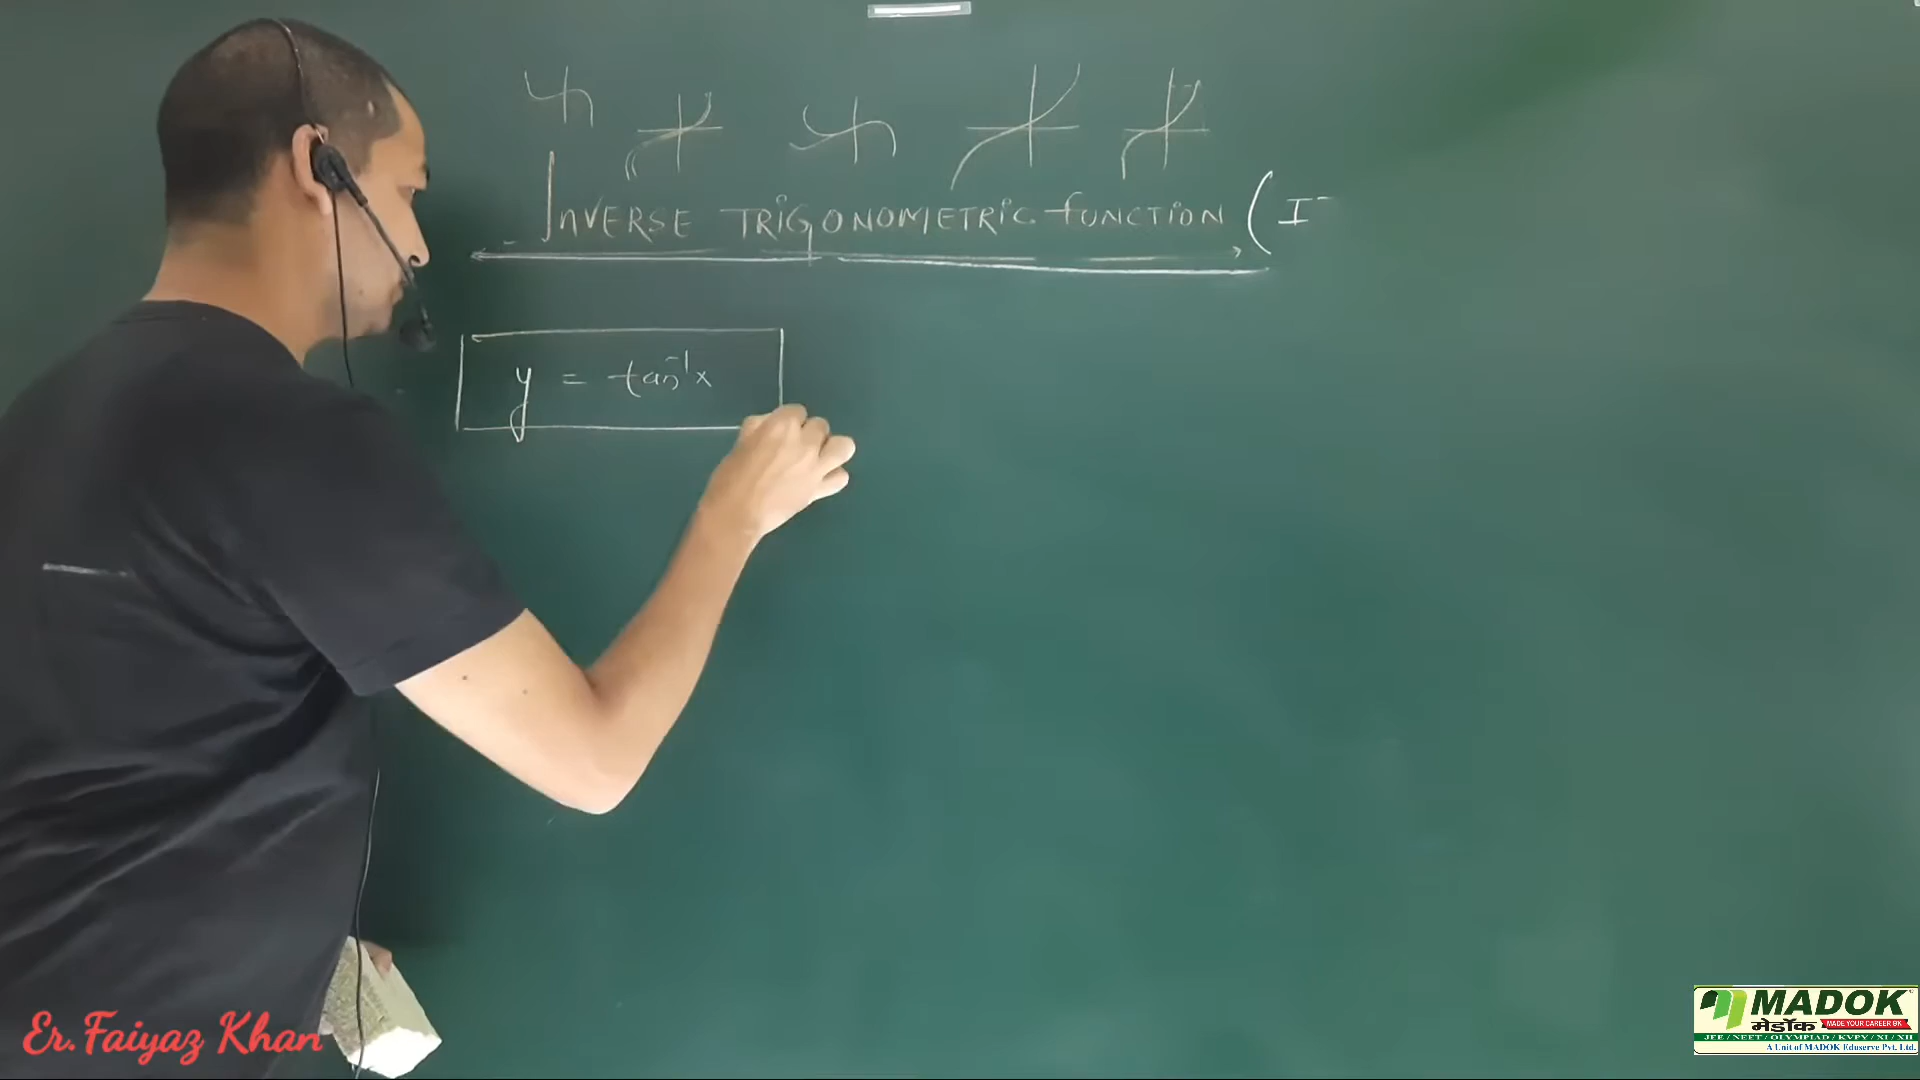 INVERSE TRIGONOMETRIC FUNCTION (I
y = tan⁻¹x
Er.Faiyaz Khan
MADOK
मेडॉक MADE YOUR CAREER BK
JEE / NEET / OLYMPIAD / KVPY / XI / XII
A Unit of MADOK Eduserve Pvt. Ltd.